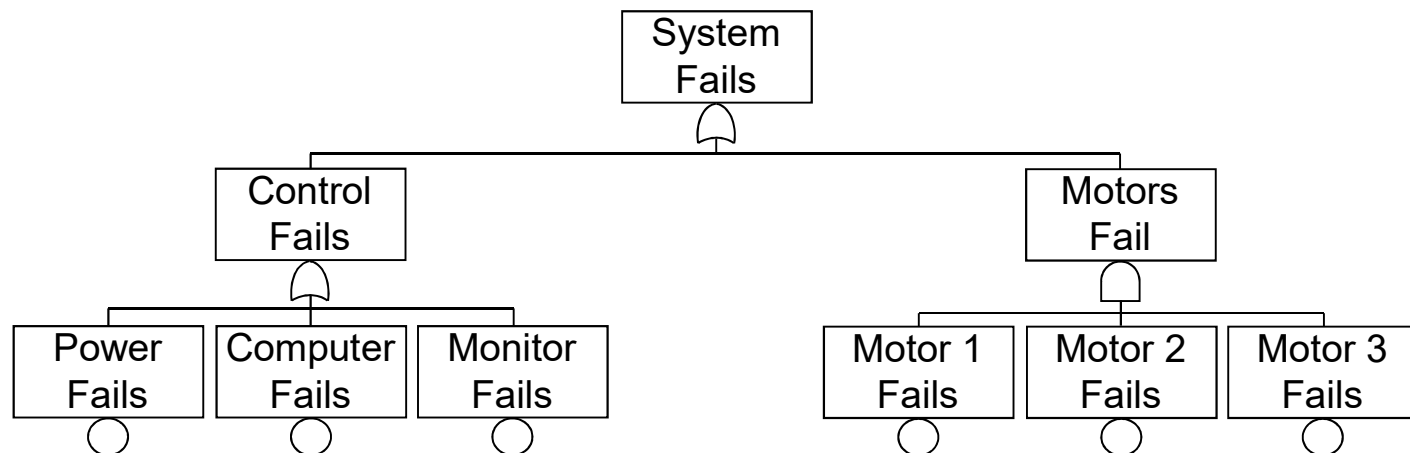 System
Fails
Control
Fails
Motors
Fail
Power
Fails
Computer
Fails
Monitor
Fails
Motor 1
Fails
Motor 2
Fails
Motor 3
Fails